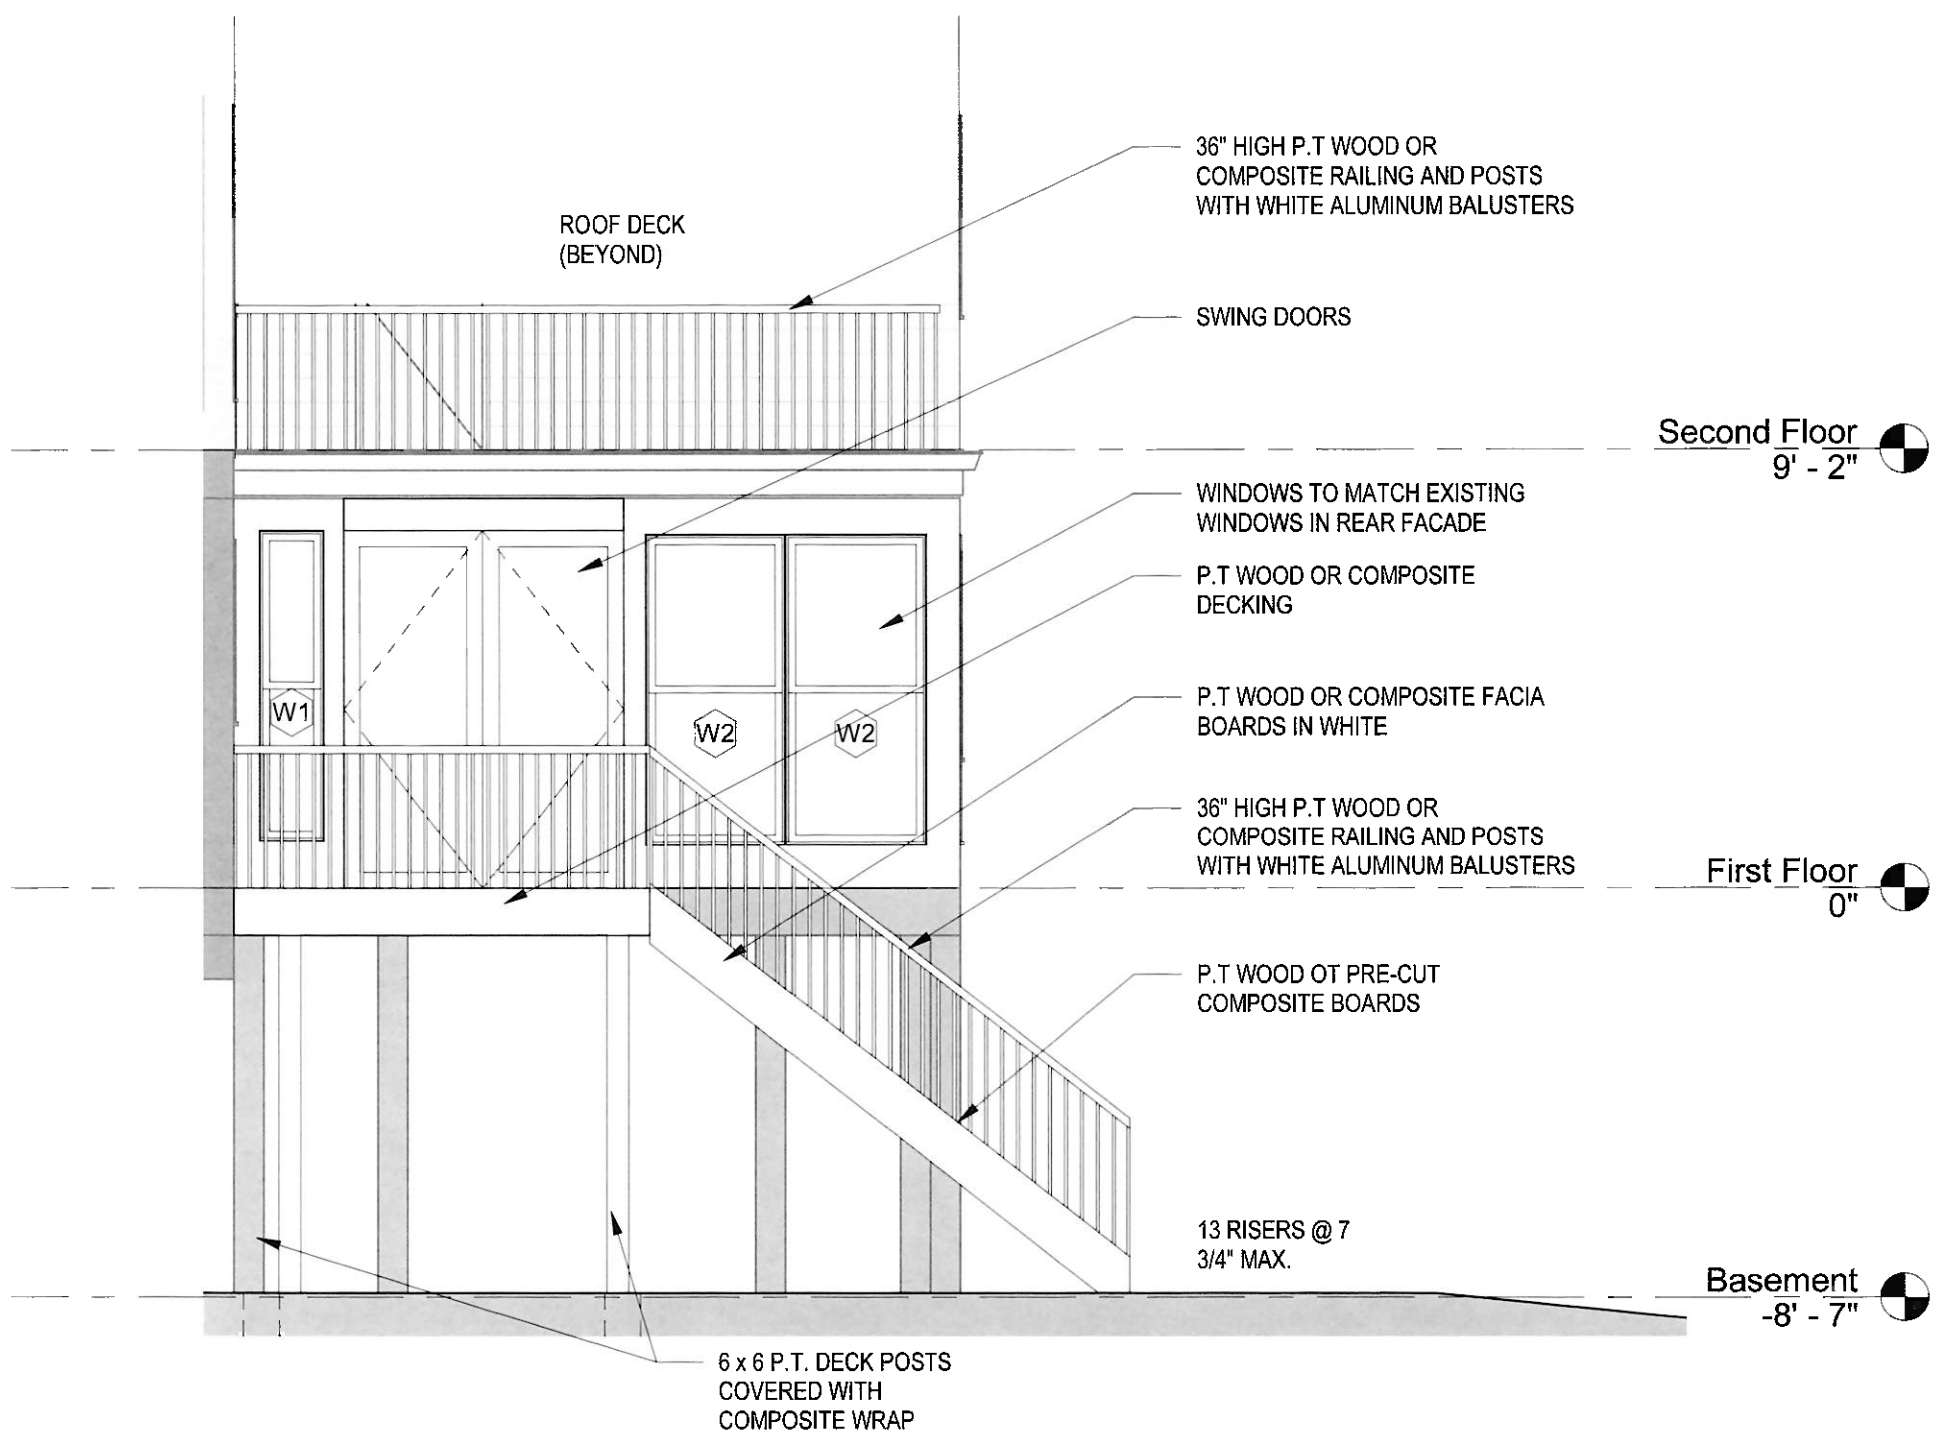 36" HIGH P.T WOOD OR
COMPOSITE RAILING AND POSTS
WITH WHITE ALUMINUM BALUSTERS
ROOF DECK
(BEYOND)
SWING DOORS
Second Floor
9' - 2"
WINDOWS TO MATCH EXISTING
WINDOWS IN REAR FACADE
P.T WOOD OR COMPOSITE
DECKING
P.T WOOD OR COMPOSITE FACIA
BOARDS IN WHITE
W1
W2
W2
36" HIGH P.T WOOD OR
COMPOSITE RAILING AND POSTS
WITH WHITE ALUMINUM BALUSTERS
First Floor
0"
P.T WOOD OT PRE-CUT
COMPOSITE BOARDS
13 RISERS @ 7
3/4" MAX.
Basement
-8' - 7"
6 x 6 P.T. DECK POSTS
COVERED WITH
COMPOSITE WRAP